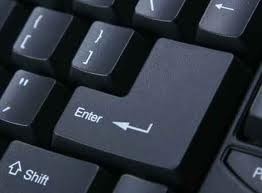 {
[
}
]
|
\
"
'
Enter
Shift
P